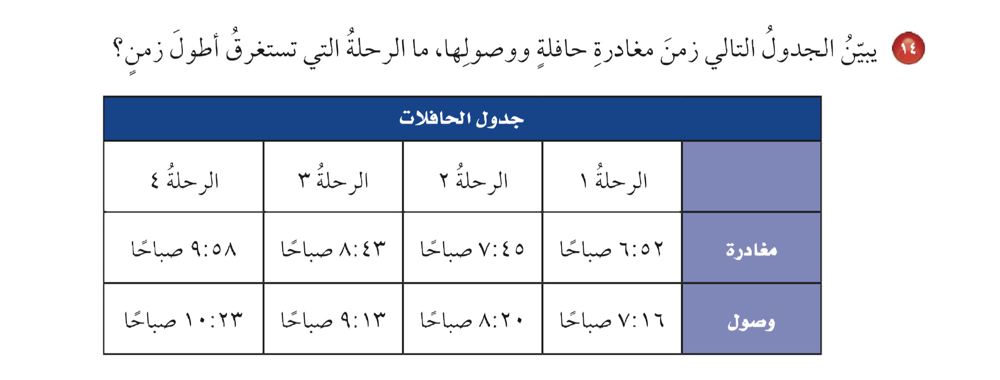 ١٤ يبيّنُ الجدولُ التالي زمنَ مغادرةِ حافلةٍ ووصولِها، ما الرحلةُ التي تستغرقُ أطولَ زمنٍ؟
جدول الحافلات
الرحلةُ ١ الرحلةُ ٢ الرحلةُ ٣ الرحلةُ ٤
مغادرة ٦:٥٢ صباحًا ٧:٤٥ صباحًا ٨:٤٣ صباحًا ٩:٥٨ صباحًا
وصول ٧:١٦ صباحًا ٨:٢٠ صباحًا ٩:١٣ صباحًا ١٠:٢٣ صباحًا